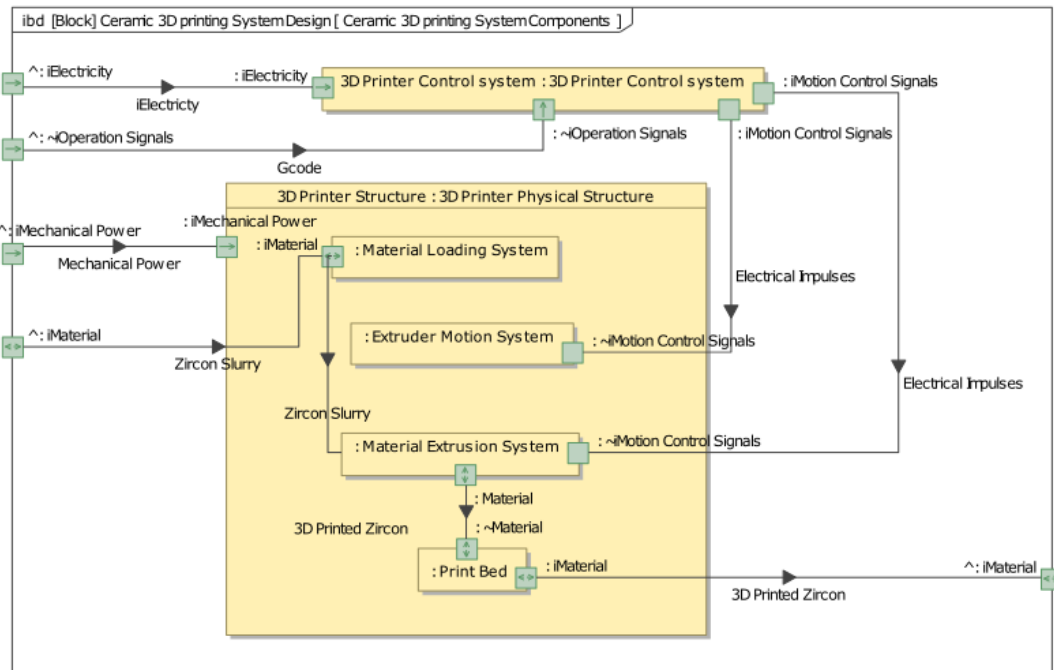 ibd [Block] Ceramic 3D printing System Design [ Ceramic 3D printing System Components ]
^: iElectricity
: iElectricity
iElectricty
3D Printer Control system : 3D Printer Control system
: iMotion Control Signals
^: ~iOperation Signals
: ~iOperation Signals
: iMotion Control Signals
Gcode
3D Printer Structure : 3D Printer Physical Structure
^: iMechanical Power
: iMechanical Power
Mechanical Power
: iMaterial
: Material Loading System
Electrical Impulses
^: iMaterial
Zircon Slurry
: Extruder Motion System
: ~iMotion Control Signals
Electrical Impulses
Zircon Slurry
: Material Extrusion System
: ~iMotion Control Signals
: Material
3D Printed Zircon
: ~Material
: Print Bed
: iMaterial
^: iMaterial
3D Printed Zircon